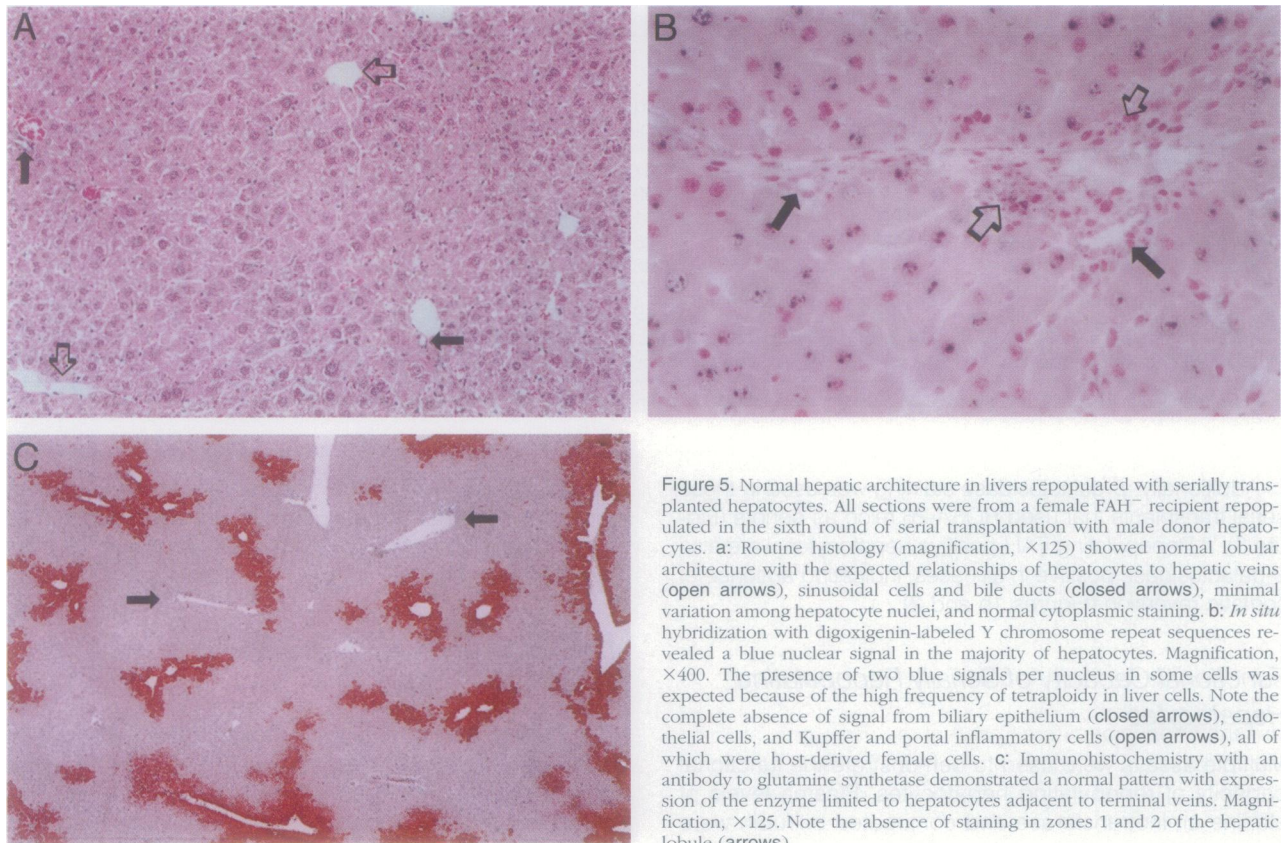 A
B
C
Figure 5. Normal hepatic architecture in livers repopulated with serially trans-
planted hepatocytes. All sections were from a female FAH⁻ recipient repop-
ulated in the sixth round of serial transplantation with male donor hepato-
cytes. a: Routine histology (magnification, ×125) showed normal lobular
architecture with the expected relationships of hepatocytes to hepatic veins
(open arrows), sinusoidal cells and bile ducts (closed arrows), minimal
variation among hepatocyte nuclei, and normal cytoplasmic staining. b: In situ
hybridization with digoxigenin-labeled Y chromosome repeat sequences re-
vealed a blue nuclear signal in the majority of hepatocytes. Magnification,
×400. The presence of two blue signals per nucleus in some cells was
expected because of the high frequency of tetraploidy in liver cells. Note the
complete absence of signal from biliary epithelium (closed arrows), endo-
thelial cells, and Kupffer and portal inflammatory cells (open arrows), all of
which were host-derived female cells. c: Immunohistochemistry with an
antibody to glutamine synthetase demonstrated a normal pattern with expres-
sion of the enzyme limited to hepatocytes adjacent to terminal veins. Magni-
fication, ×125. Note the absence of staining in zones 1 and 2 of the hepatic
lobule (arrows).